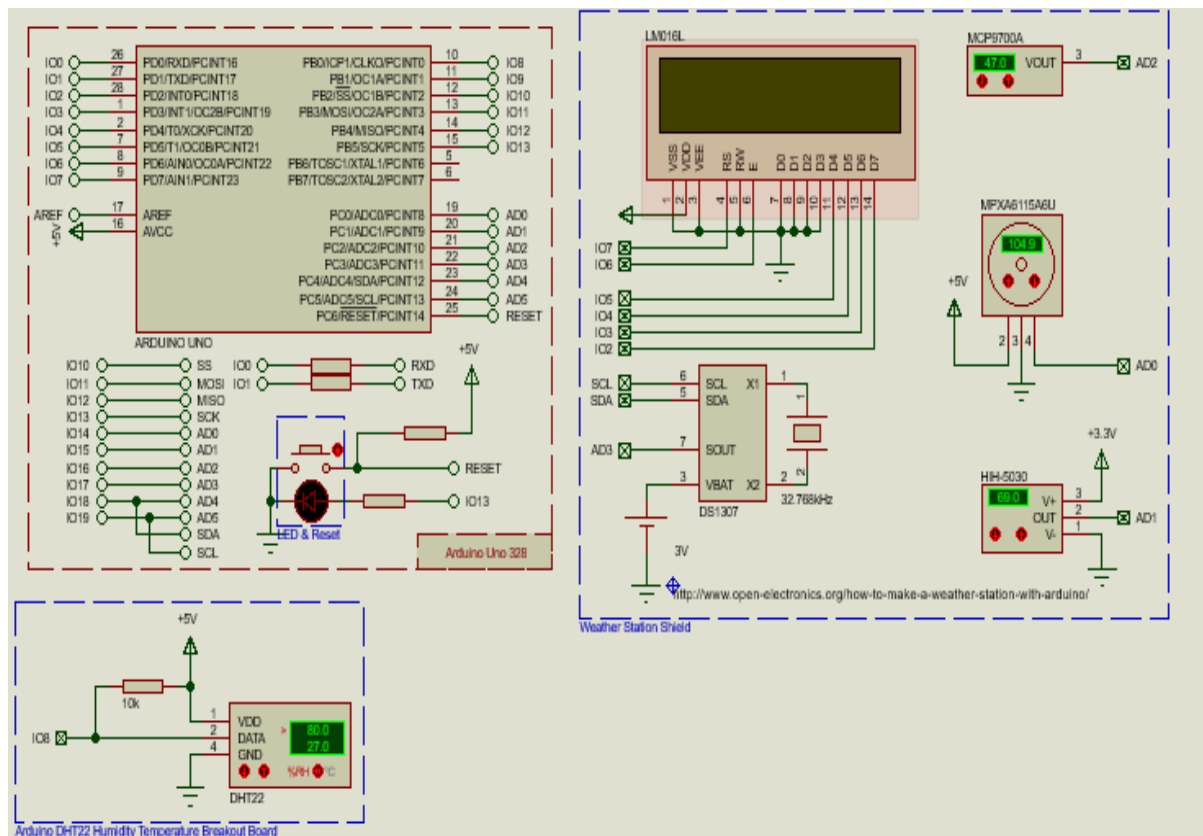 IO0 26 PD0/RXD/PCINT16 PB0/ICP1/CLKO/PCINT0 10 IO8
IO1 27 PD1/TXD/PCINT17 PB1/OC1A/PCINT1 11 IO9
IO2 28 PD2/INT0/PCINT18 PB2/SS/OC1B/PCINT2 12 IO10
IO3 1 PD3/INT1/OC2B/PCINT19 PB3/MOSI/OC2A/PCINT3 13 IO11
IO4 2 PD4/T0/XCK/PCINT20 PB4/MISO/PCINT4 14 IO12
IO5 7 PD5/T1/OC0B/PCINT21 PB5/SCK/PCINT5 15 IO13
IO6 8 PD6/AIN0/OC0A/PCINT22 PB6/TOSC1/XTAL1/PCINT6 5
IO7 9 PD7/AIN1/PCINT23 PB7/TOSC2/XTAL2/PCINT7 6
AREF 17 AREF PC0/ADC0/PCINT8 19 AD0
+5V 16 AVCC PC1/ADC1/PCINT9 20 AD1
PC2/ADC2/PCINT10 21 AD2
PC3/ADC3/PCINT11 22 AD3
PC4/ADC4/SDA/PCINT12 23 AD4
PC5/ADC5/SCL/PCINT13 24 AD5
PC6/RESET/PCINT14 25 RESET
ARDUINO UNO
IO10 SS
IO11 MOSI
IO12 MISO
IO13 SCK
IO14 AD0
IO15 AD1
IO16 AD2
IO17 AD3
IO18 AD4
IO19 AD5
SDA
SCL
IO0 RXD
IO1 TXD
+5V
RESET
IO13
LED & Reset
Arduino Uno 328
LM016L
VSS VDD VEE RS RW E D0 D1 D2 D3 D4 D5 D6 D7
1 2 3 4 5 6 7 8 9 10 11 12 13 14
IO7
IO6
IO5
IO4
IO3
IO2
SCL 6 SCL X1 1
SDA 5 SDA
AD3 7 SOUT
3 VBAT X2 2
DS1307
1
2
32.768kHz
3V
MCP9700A
47.0 VOUT 3 AD2
MPXA6115A6U
104.9
+5V
2 3 4
AD0
+3.3V
HIH-5030
69.0 V+ 3
OUT 2 AD1
V- 1
http://www.open-electronics.org/how-to-make-a-weather-station-with-arduino/
Weather Station Shield
+5V
10k
IO8
1 VDD
2 DATA
4 GND
>
80.0
27.0
%RH °C
DHT22
Arduino DHT22 Humidity Temperature Breakout Board